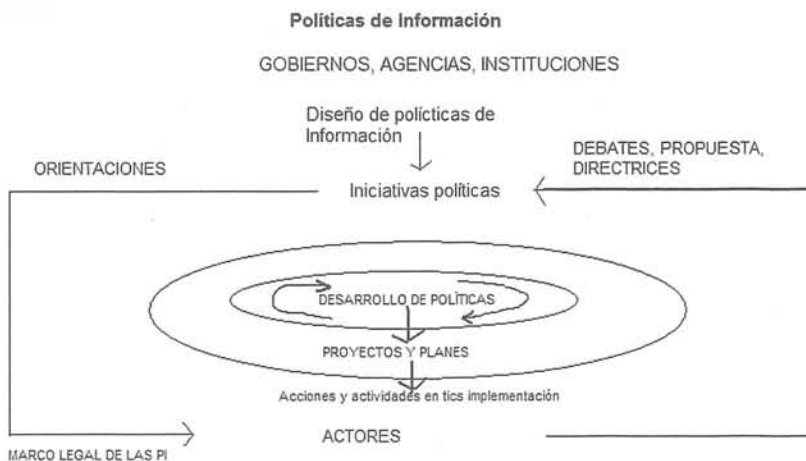 Políticas de Información
GOBIERNOS, AGENCIAS, INSTITUCIONES
Diseño de polícticas de
Información
DEBATES, PROPUESTA,
DIRECTRICES
ORIENTACIONES
Iniciativas políticas
DESARROLLO DE POLÍTICAS
PROYECTOS Y PLANES
Acciones y actividades en tics implementación
ACTORES
MARCO LEGAL DE LAS PI